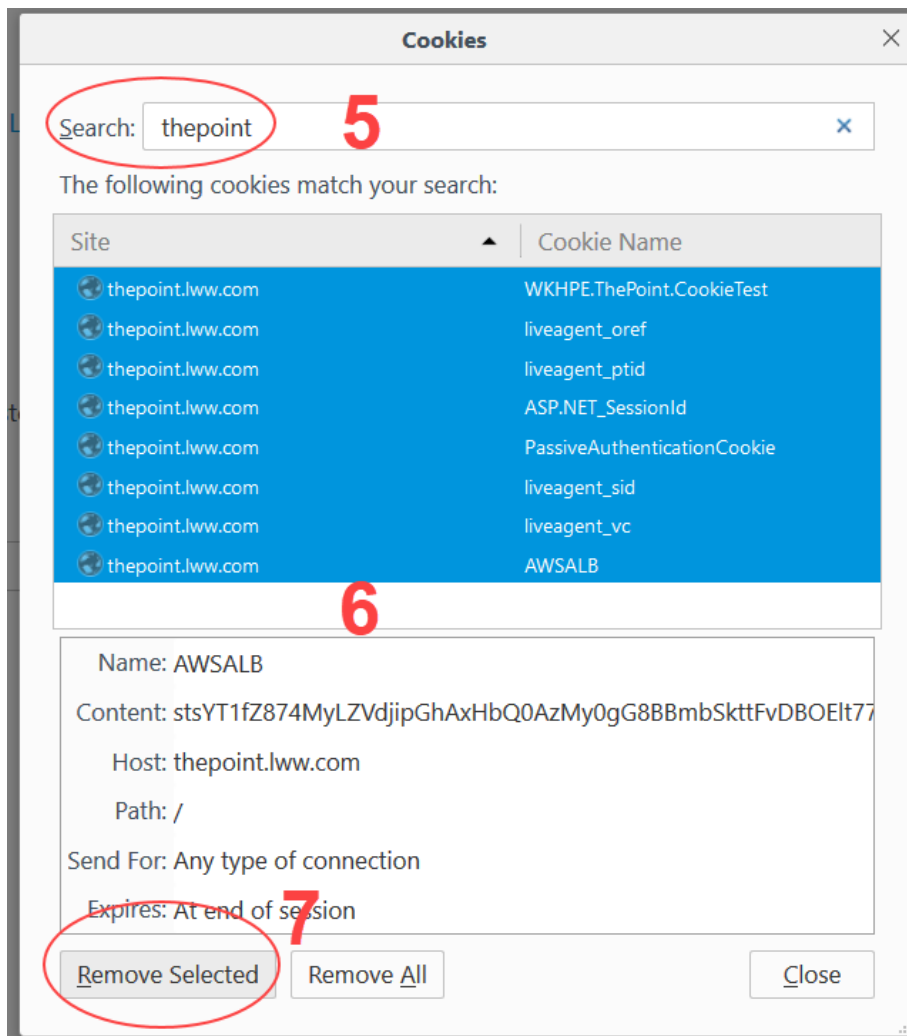 Cookies
Search: thepoint 5
The following cookies match your search:
Site Cookie Name
thepoint.lww.com WKHPE.ThePoint.CookieTest
thepoint.lww.com liveagent_oref
thepoint.lww.com liveagent_ptid
thepoint.lww.com ASP.NET_SessionId
thepoint.lww.com PassiveAuthenticationCookie
thepoint.lww.com liveagent_sid
thepoint.lww.com liveagent_vc
thepoint.lww.com AWSALB
6
Name: AWSALB
Content: stsYT1fZ874MyLZVdjipGhAxHbQ0AzMy0gG8BBmbSkttFvDBOElt77
Host: thepoint.lww.com
Path: /
Send For: Any type of connection
Expires: At end of session
7
Remove Selected Remove All Close